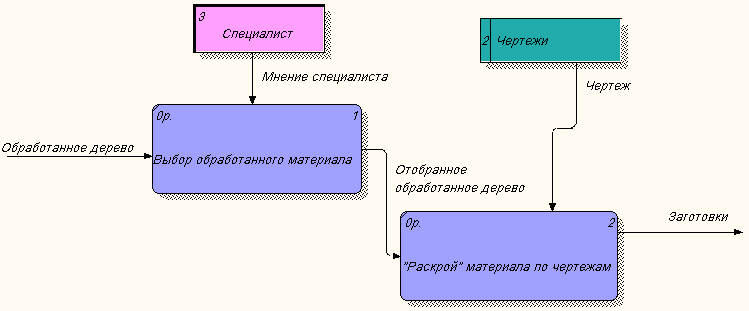 3
Специалист
2 Чертежи
Мнение специалиста
Чертеж
0р. 1
Обработанное дерево
Выбор обработанного материала
Отобранное
обработанное дерево
0р. 2
Заготовки
"Раскрой" материала по чертежам